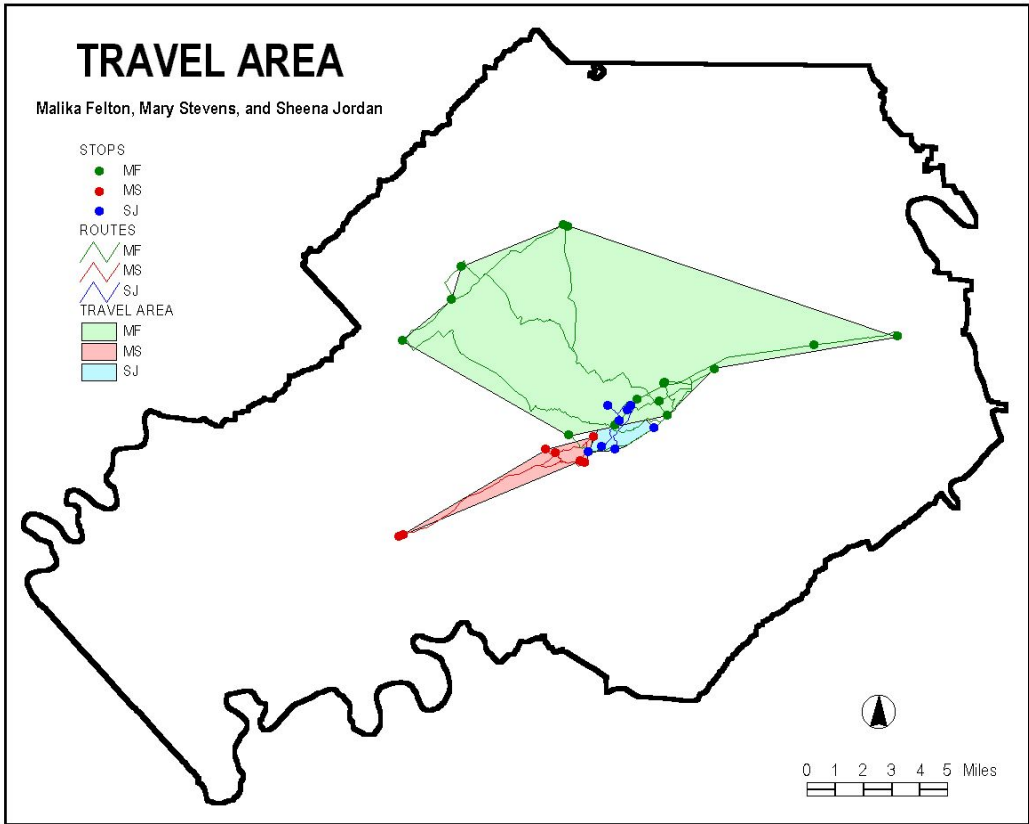 TRAVEL AREA
Malika Felton, Mary Stevens, and Sheena Jordan
STOPS
MF
MS
SJ
ROUTES
MF
MS
SJ
TRAVEL AREA
MF
MS
SJ
0 1 2 3 4 5 Miles